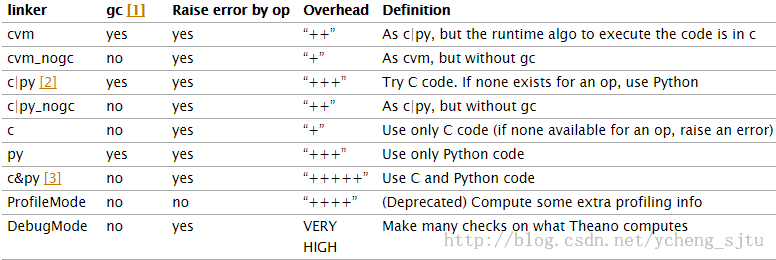 linker gc [1] Raise error by op Overhead Definition
cvm yes yes “++” As c|py, but the runtime algo to execute the code is in c
cvm_nogc no yes “+” As cvm, but without gc
c|py [2] yes yes “+++” Try C code. If none exists for an op, use Python
c|py_nogc no yes “++” As c|py, but without gc
c no yes “+” Use only C code (if none available for an op, raise an error)
py yes yes “+++” Use only Python code
c&py [3] no yes “+++++” Use C and Python code
ProfileMode no no “++++” (Deprecated) Compute some extra profiling info
DebugMode no yes VERY HIGH Make many checks on what Theano computes
http://blog.csdn.net/ycheng_sjtu